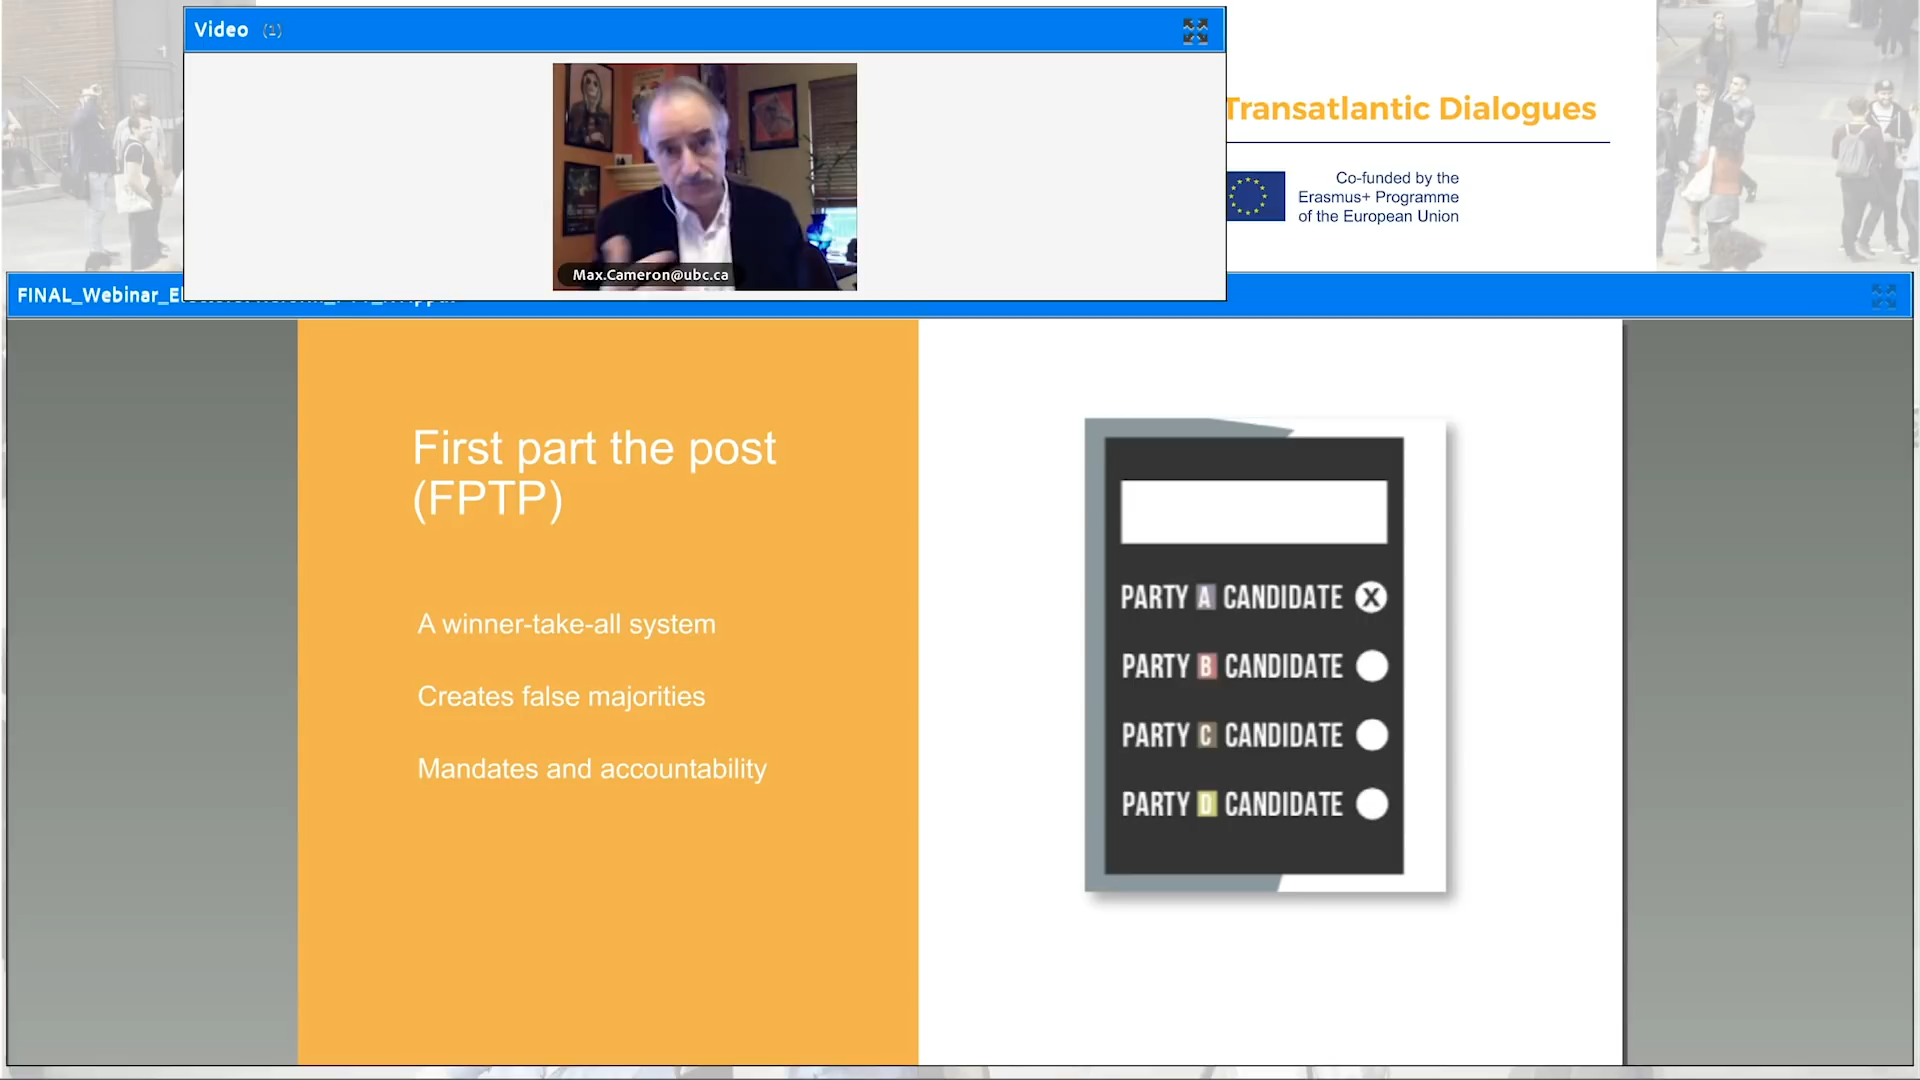 Video (1)
Transatlantic Dialogues
Co-funded by the
Erasmus+ Programme
of the European Union
Max.Cameron@ubc.ca
FINAL_Webinar_E
First part the post
(FPTP)
A winner-take-all system
Creates false majorities
Mandates and accountability
PARTY A CANDIDATE X
PARTY B CANDIDATE
PARTY C CANDIDATE
PARTY D CANDIDATE